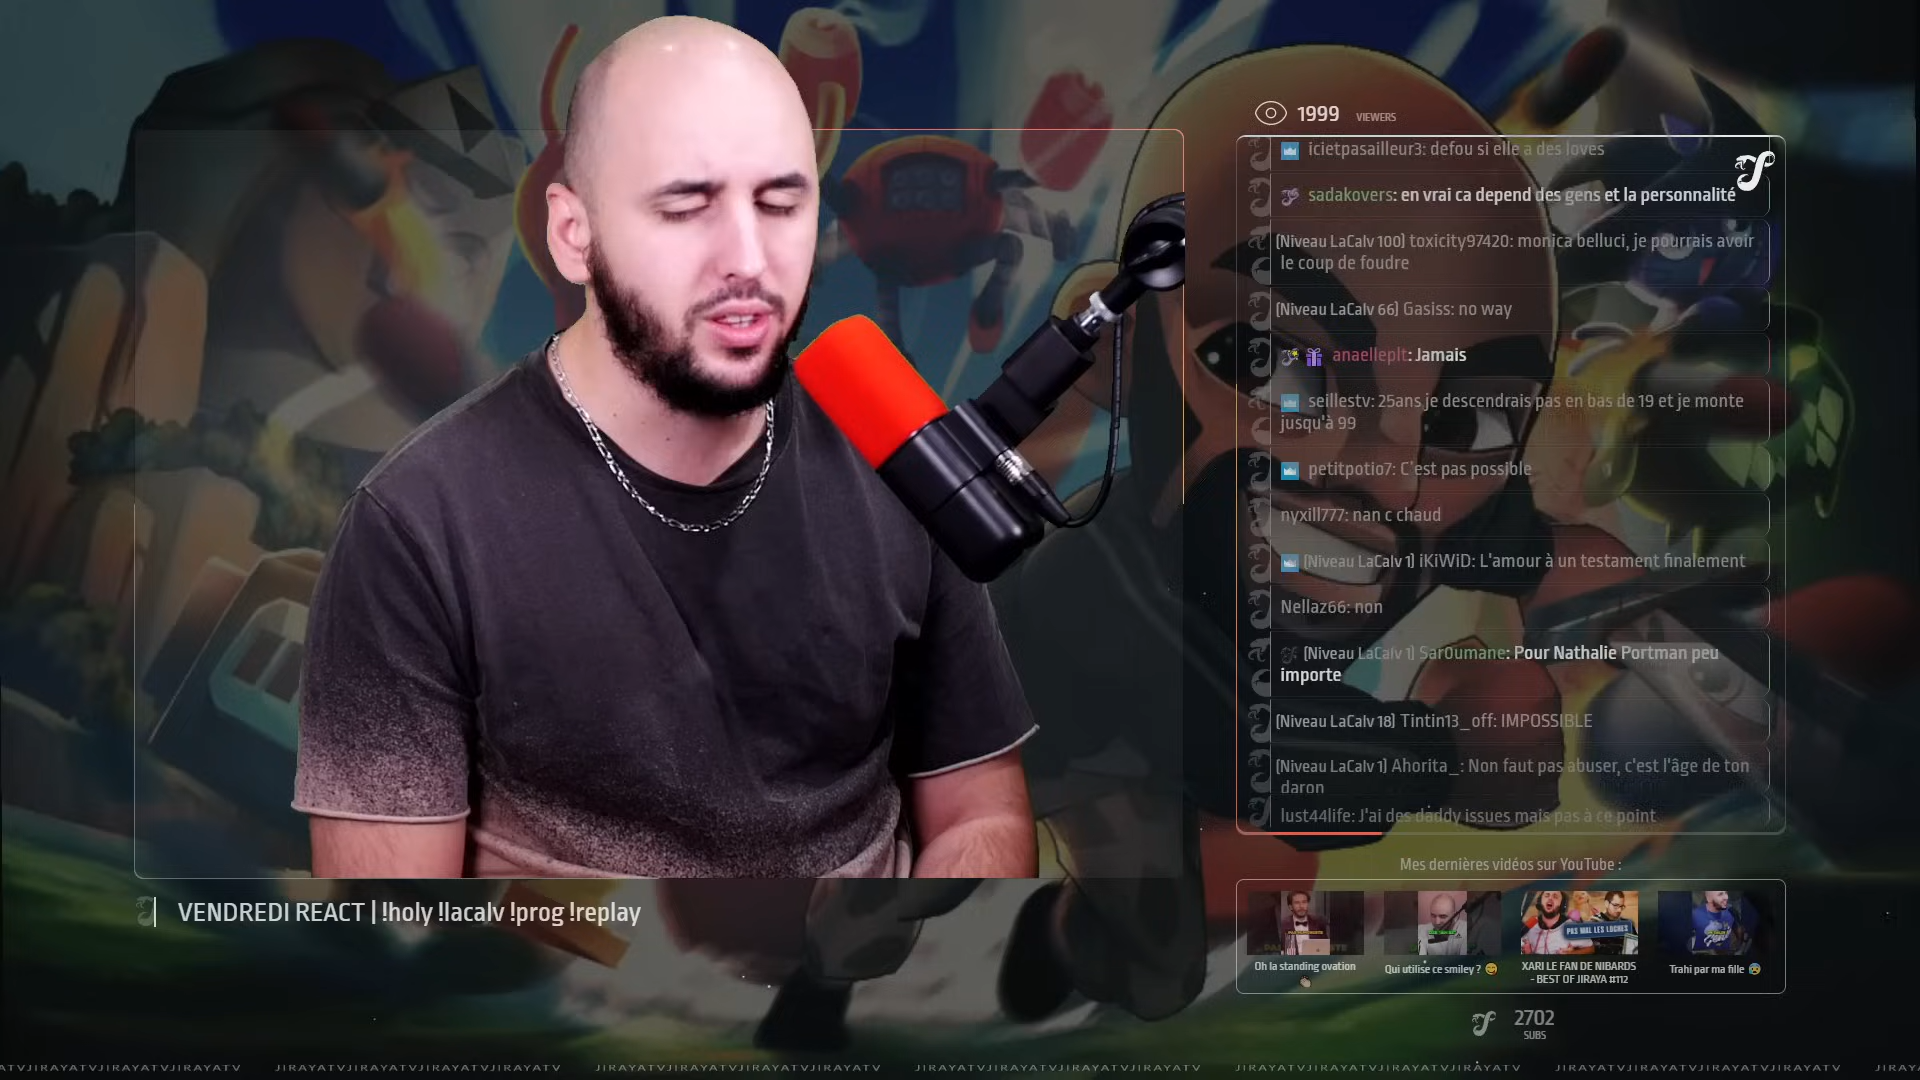 1999 VIEWERS
icietpasailleur3: defou si elle a des loves
sadakovers: en vrai ca depend des gens et la personnalité
[Niveau LaCalv 100] toxicity97420: monica belluci, je pourrais avoir
le coup de foudre
[Niveau LaCalv 66] Gasiss: no way
anaelleplt: Jamais
seillestv: 25ans je descendrais pas en bas de 19 et je monte
jusqu'à 99
petitpotio7: C'est pas possible
nyxill777: nan c chaud
[Niveau LaCalv 1] iKiWiD: L'amour à un testament finalement
Nellaz66: non
[Niveau LaCalv 1] Sar0umane: Pour Nathalie Portman peu
importe
[Niveau LaCalv 18] Tintin13_off: IMPOSSIBLE
[Niveau LaCalv 1] Ahorita_: Non faut pas abuser, c'est l'âge de ton
daron
lust44life: J'ai des daddy issues mais pas à ce point
VENDREDI REACT | !holy !lacalv !prog !replay
Mes dernières vidéos sur YouTube :
PAS MAL LES LOCHES
Oh la standing ovation
Qui utilise ce smiley ?
XARI LE FAN DE NIBARDS
- BEST OF JIRAYA #112
Trahi par ma fille
2702
SUBS
ATVJIRAYATVJIRAYATVJIRAYATV JIRAYATVJIRAYATVJIRAYATVJIRAYATV JIRAYATVJIRAYATVJIRAYATVJIRAYATV JIRAYATVJIRAYATVJIRAYATVJIRAYATV JIRAYATVJIRAYATVJIRAYATVJIRAYATV JIRAYATVJIRAYATVJIRAYATVJIRAYATV JIRAY